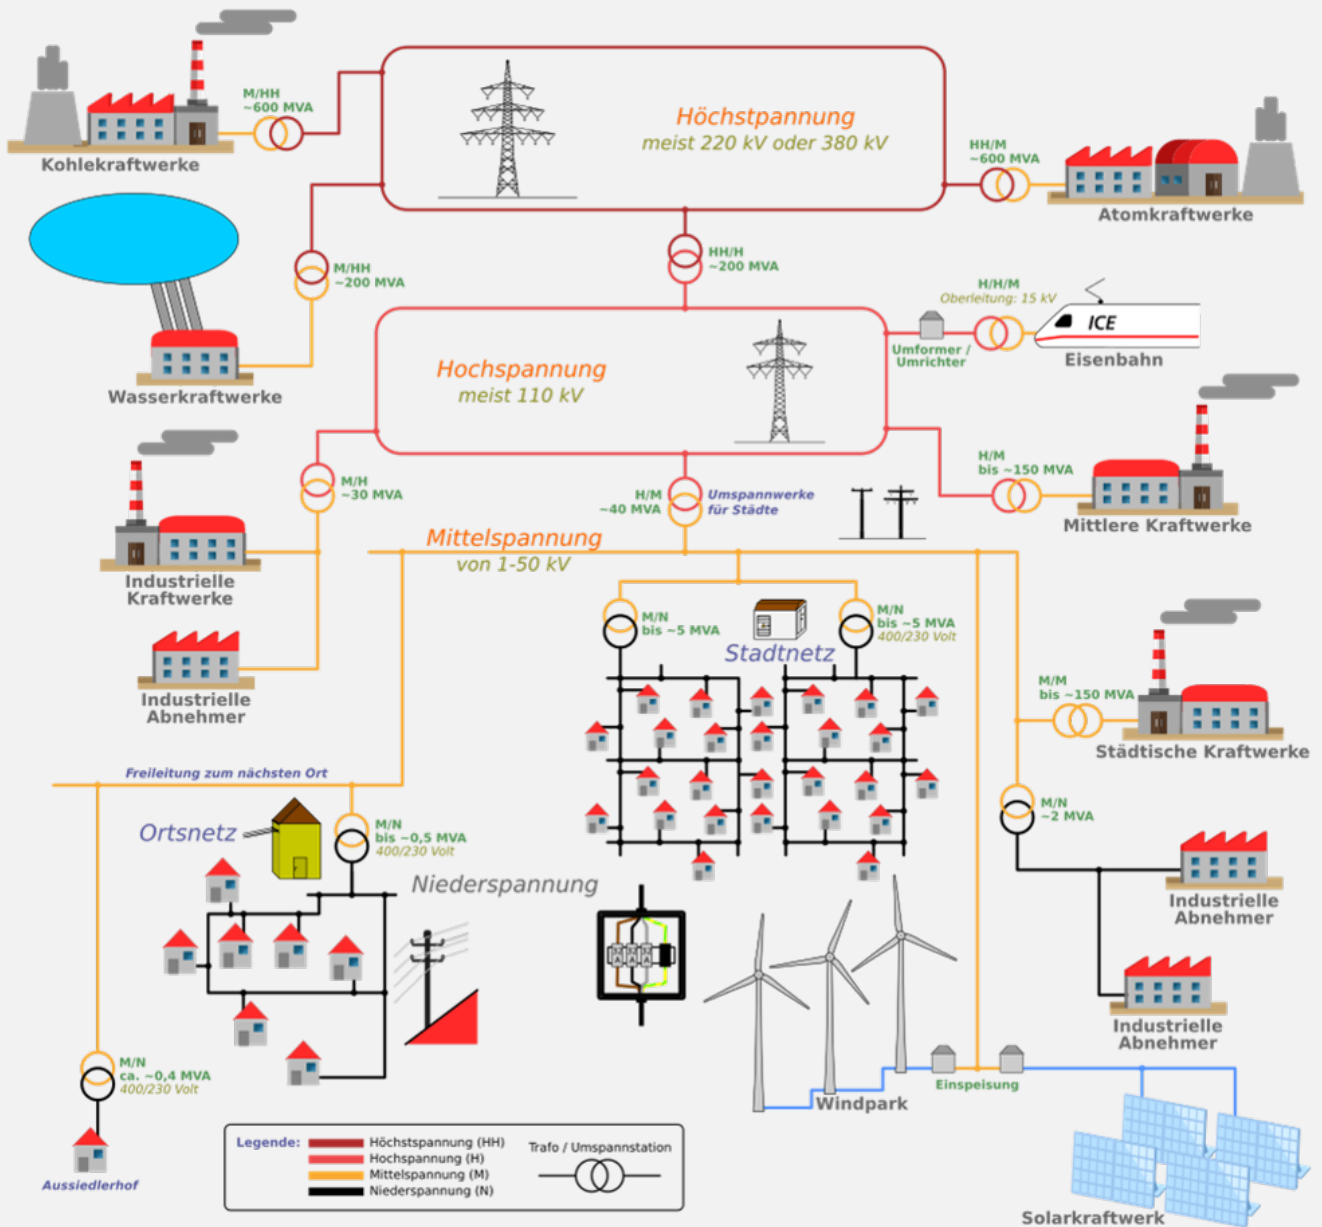 M/HH
~600 MVA
Kohlekraftwerke
Höchstpannung
meist 220 kV oder 380 kV
HH/M
~600 MVA
Atomkraftwerke
M/HH
~200 MVA
HH/H
~200 MVA
H/H/M
Oberleitung: 15 kV
ICE
Umformer /
Umrichter
Eisenbahn
Wasserkraftwerke
Hochspannung
meist 110 kV
M/H
~30 MVA
H/M
~40 MVA
Umspannwerke
für Städte
H/M
bis ~150 MVA
Mittlere Kraftwerke
Mittelspannung
von 1-50 kV
Industrielle
Kraftwerke
M/N
bis ~5 MVA
M/N
bis ~5 MVA
400/230 Volt
Stadtnetz
Industrielle
Abnehmer
M/M
bis ~150 MVA
Städtische Kraftwerke
Freileitung zum nächsten Ort
Ortsnetz
M/N
bis ~0,5 MVA
400/230 Volt
M/N
~2 MVA
Niederspannung
Industrielle
Abnehmer
Industrielle
Abnehmer
M/N
ca. ~0,4 MVA
400/230 Volt
Einspeisung
Windpark
Aussiedlerhof
Legende:
Höchstspannung (HH)
Hochspannung (H)
Mittelspannung (M)
Niederspannung (N)
Trafo / Umspannstation
Solarkraftwerk